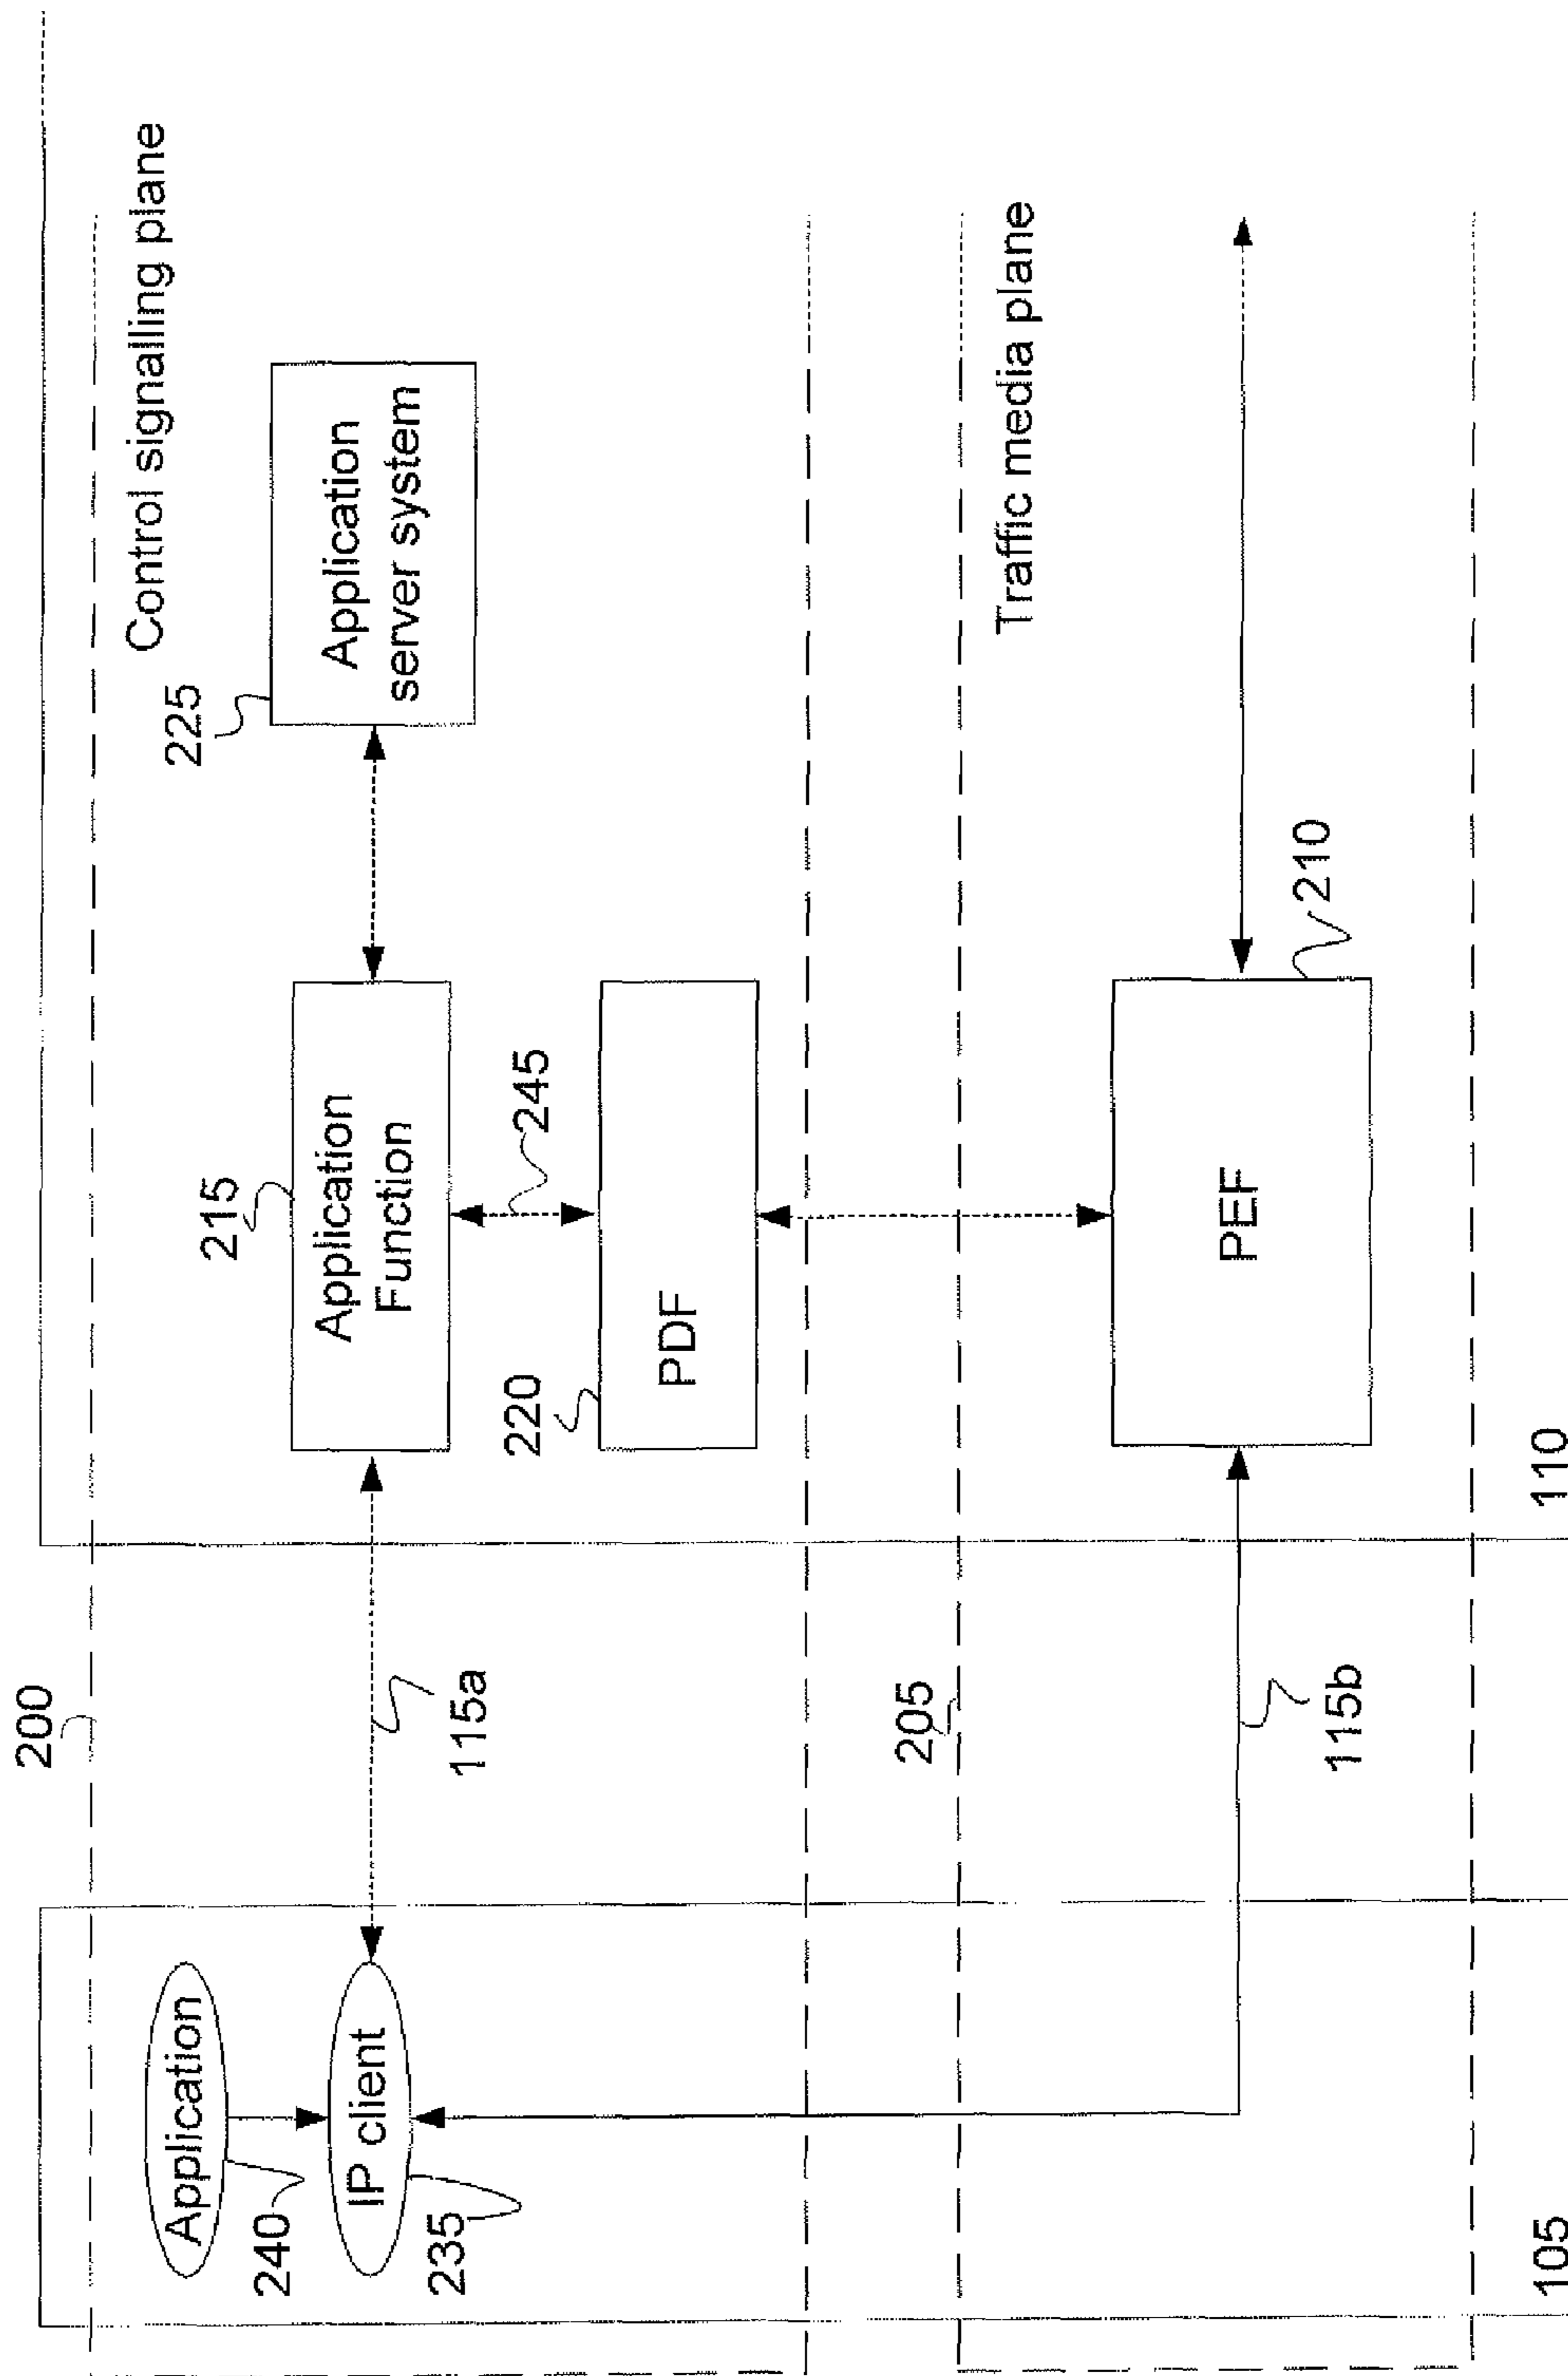 200
Control signalling plane
Application
240
IP client
235
115a
215
Application
Function
245
220
PDF
225
Application
server system
205
Traffic media plane
115b
PEF
210
105
110